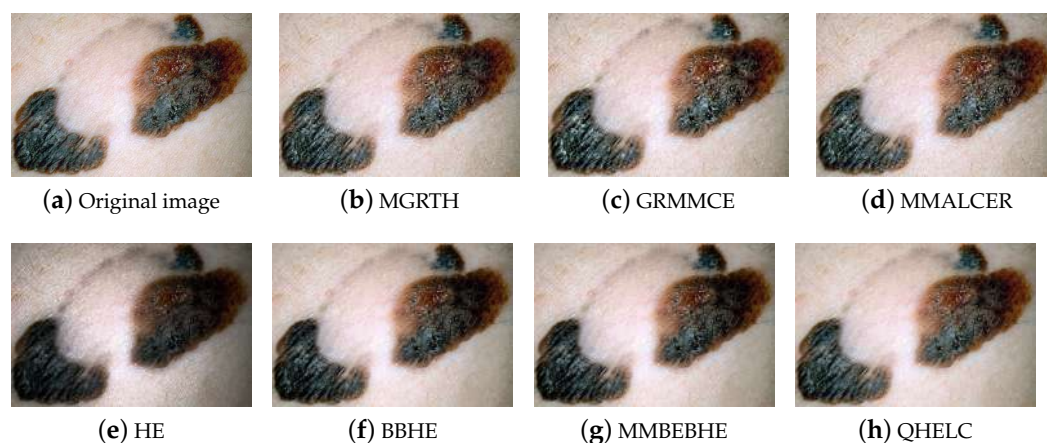 (a) Original image
(b) MGRTH
(c) GRMMCE
(d) MMALCER
(e) HE
(f) BBHE
(g) MMBEBHE
(h) QHELC